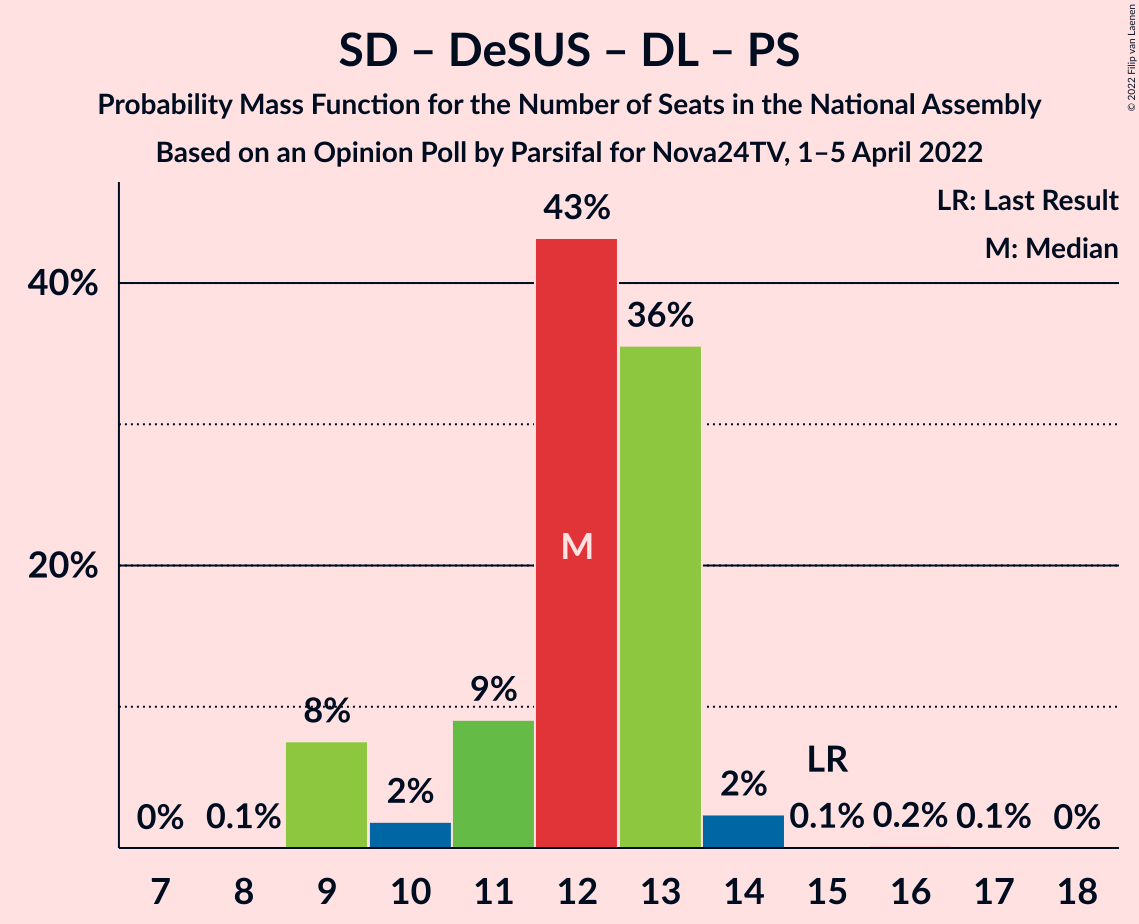 SD – DeSUS – DL – PS
Probability Mass Function for the Number of Seats in the National Assembly
Based on an Opinion Poll by Parsifal for Nova24TV, 1–5 April 2022
© 2022 Filip van Laenen
LR: Last Result
M: Median
40%
20%
0%
0.1%
8%
2%
9%
43%
M
36%
2%
LR
0.1%
0.2%
0.1%
0%
7 8 9 10 11 12 13 14 15 16 17 18